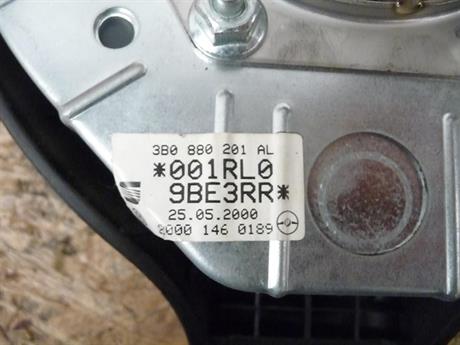 3B0 880 201 AL
*001RL0
9BE3RR*
25.05.2000
2000 146 0189